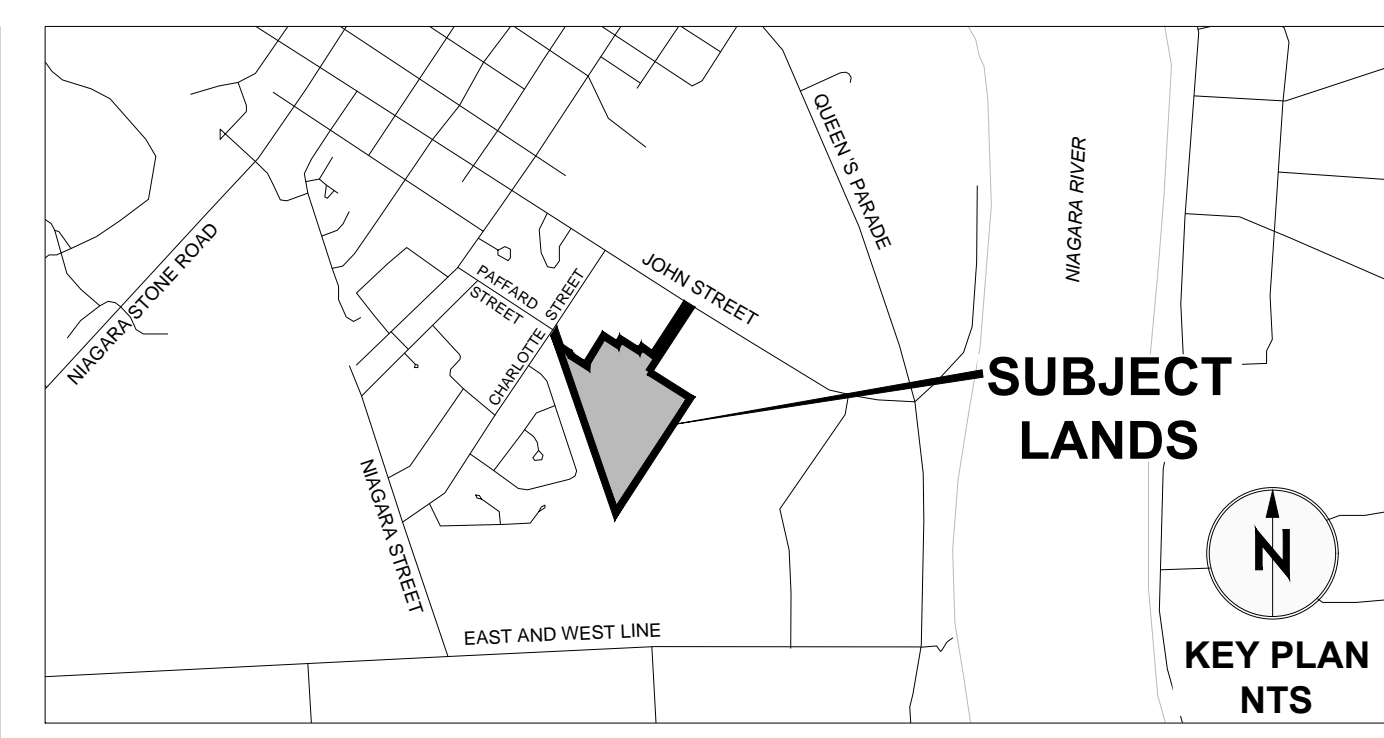 QUEEN 'S PARADE
NIAGARA RIVER
NIAGARA STONE ROAD
JOHN STREET
PAFFARD
STREET
CHARLOTTE STREET
SUBJECT
LANDS
NIAGARA STREET
N
EAST AND WEST LINE
KEY PLAN
NTS